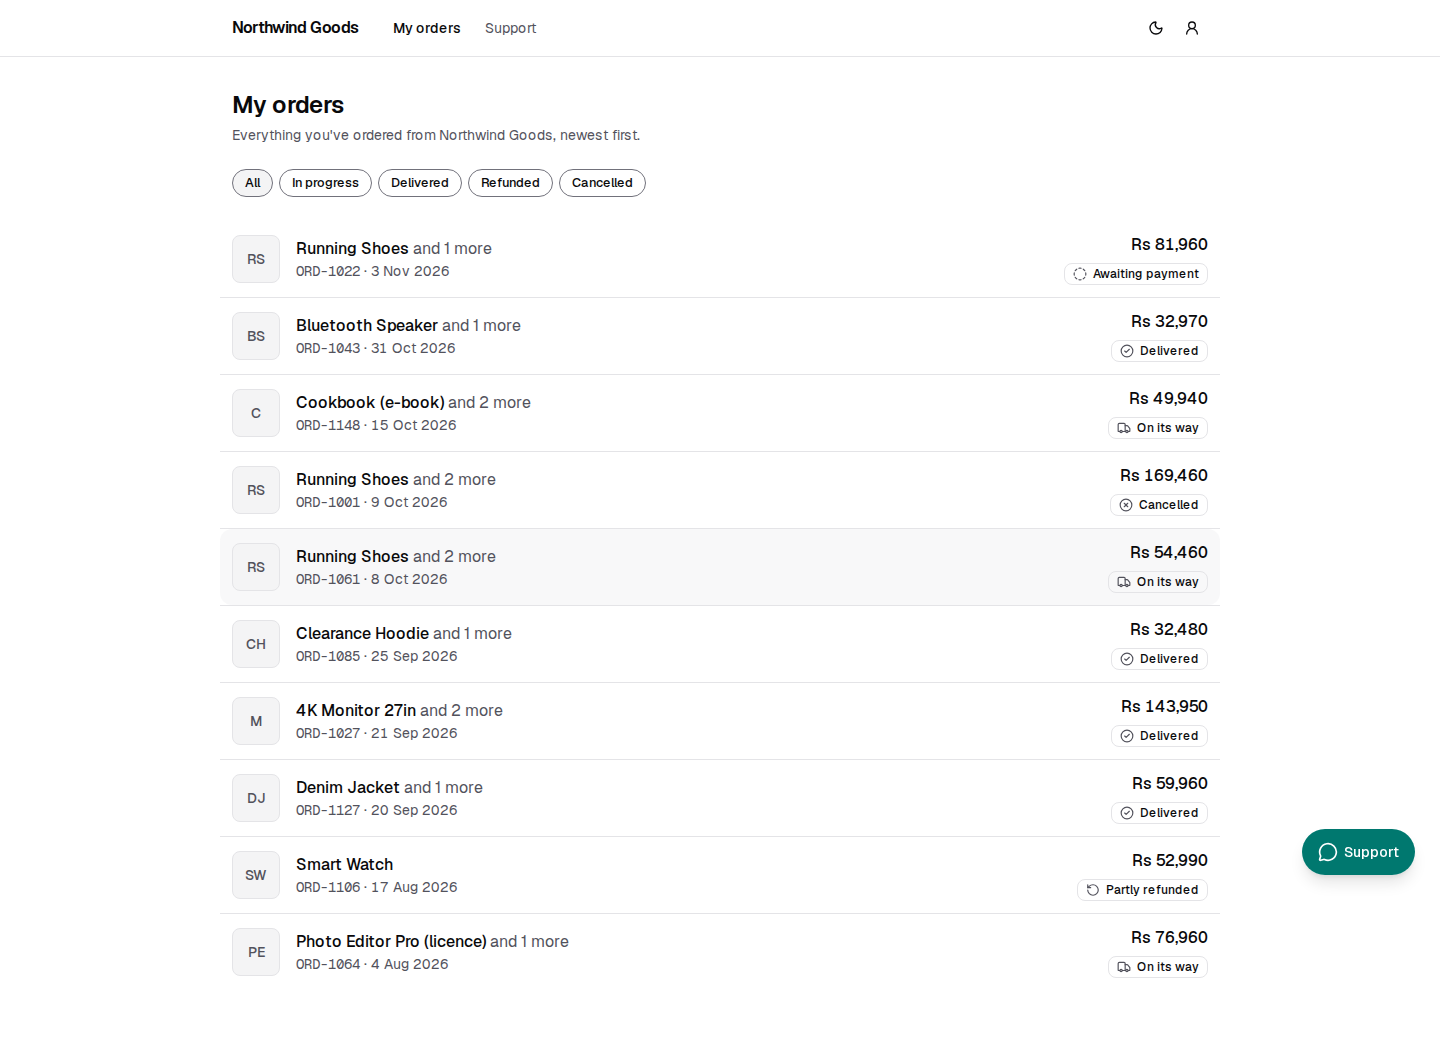 Northwind Goods My orders Support
My orders
Everything you've ordered from Northwind Goods, newest first.
All In progress Delivered Refunded Cancelled
RS Running Shoes and 1 more Rs 81,960
ORD-1022 · 3 Nov 2026 Awaiting payment
BS Bluetooth Speaker and 1 more Rs 32,970
ORD-1043 · 31 Oct 2026 Delivered
C Cookbook (e-book) and 2 more Rs 49,940
ORD-1148 · 15 Oct 2026 On its way
RS Running Shoes and 2 more Rs 169,460
ORD-1001 · 9 Oct 2026 Cancelled
RS Running Shoes and 2 more Rs 54,460
ORD-1061 · 8 Oct 2026 On its way
CH Clearance Hoodie and 1 more Rs 32,480
ORD-1085 · 25 Sep 2026 Delivered
M 4K Monitor 27in and 2 more Rs 143,950
ORD-1027 · 21 Sep 2026 Delivered
DJ Denim Jacket and 1 more Rs 59,960
ORD-1127 · 20 Sep 2026 Delivered
SW Smart Watch Rs 52,990
ORD-1106 · 17 Aug 2026 Partly refunded
PE Photo Editor Pro (licence) and 1 more Rs 76,960
ORD-1064 · 4 Aug 2026 On its way
Support